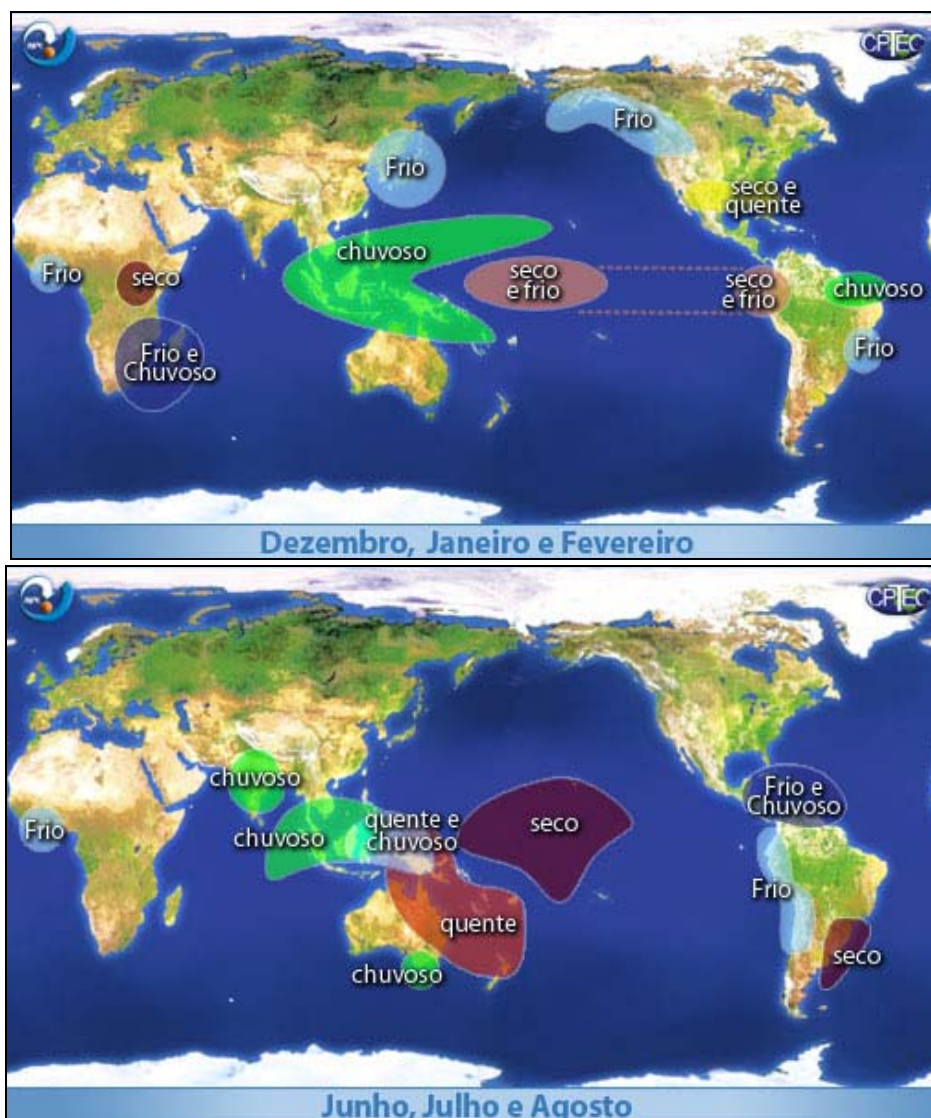 CPTEC
Frio
Frio
seco e
quente
chuvoso
Frio
seco
seco
e frio
seco
e frio
chuvoso
Frio e
Chuvoso
Frio
Dezembro, Janeiro e Fevereiro
CPTEC
chuvoso
Frio e
Chuvoso
Frio
chuvoso
quente e
chuvoso
seco
Frio
quente
seco
chuvoso
Junho, Julho e Agosto